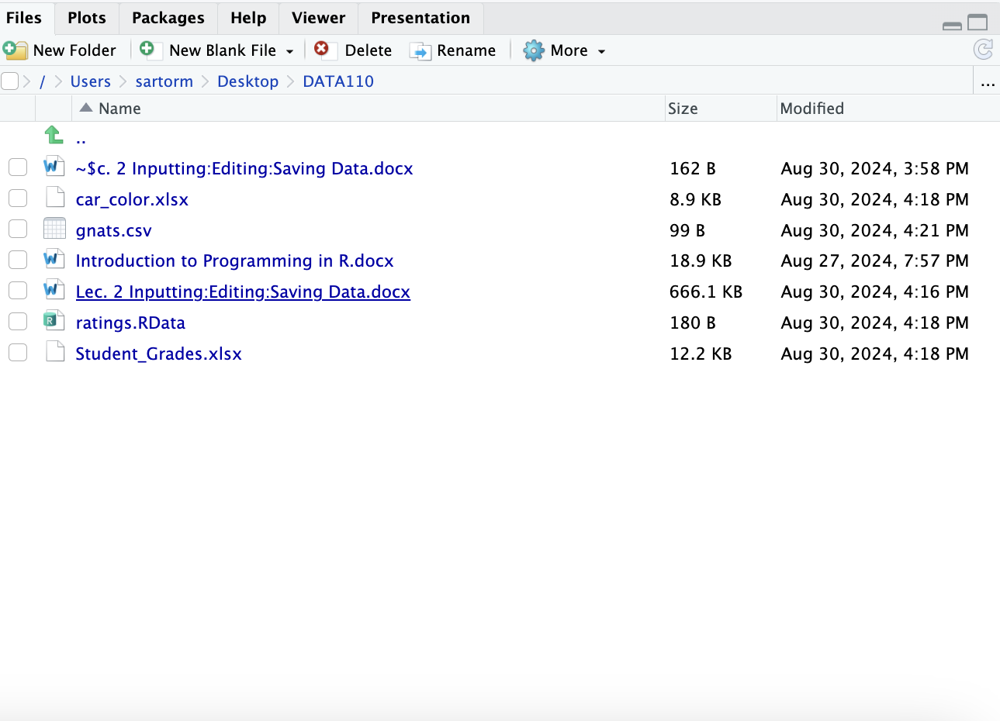 Files Plots Packages Help Viewer Presentation
New Folder New Blank File Delete Rename More
/ Users sartorm Desktop DATA110 ...
Name Size Modified
..
~$c. 2 Inputting:Editing:Saving Data.docx 162 B Aug 30, 2024, 3:58 PM
car_color.xlsx 8.9 KB Aug 30, 2024, 4:18 PM
gnats.csv 99 B Aug 30, 2024, 4:21 PM
Introduction to Programming in R.docx 18.9 KB Aug 27, 2024, 7:57 PM
Lec. 2 Inputting:Editing:Saving Data.docx 666.1 KB Aug 30, 2024, 4:16 PM
ratings.RData 180 B Aug 30, 2024, 4:18 PM
Student_Grades.xlsx 12.2 KB Aug 30, 2024, 4:18 PM